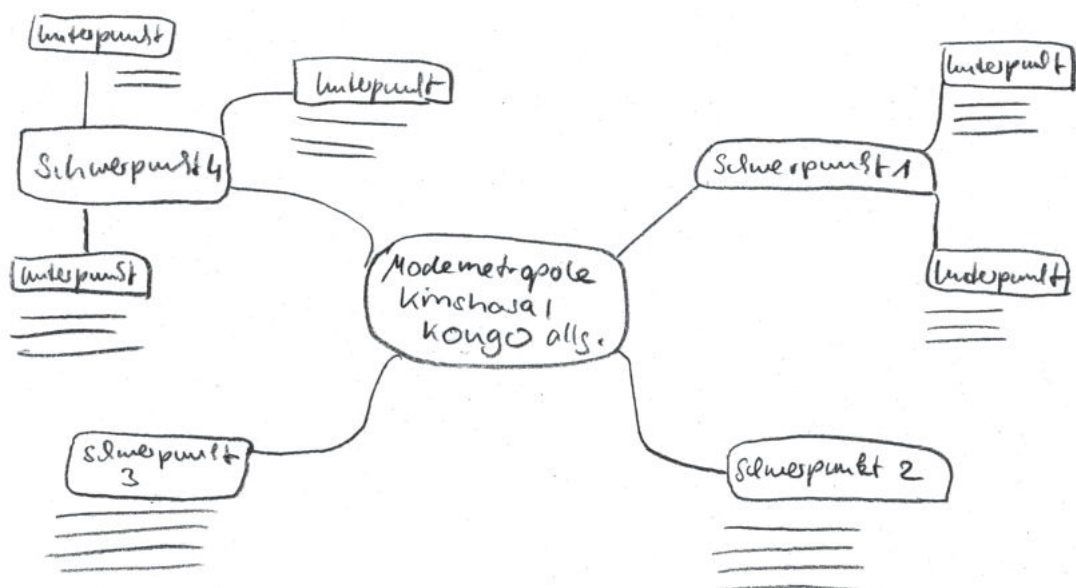 Unterpunkt
Unterpunkt
Schwerpunkt 4
Unterpunkt
Unterpunkt
Schwerpunkt 1
Unterpunkt
Modemetropole
Kinshasa /
Kongo allg.
Schwerpunkt
3
Schwerpunkt 2